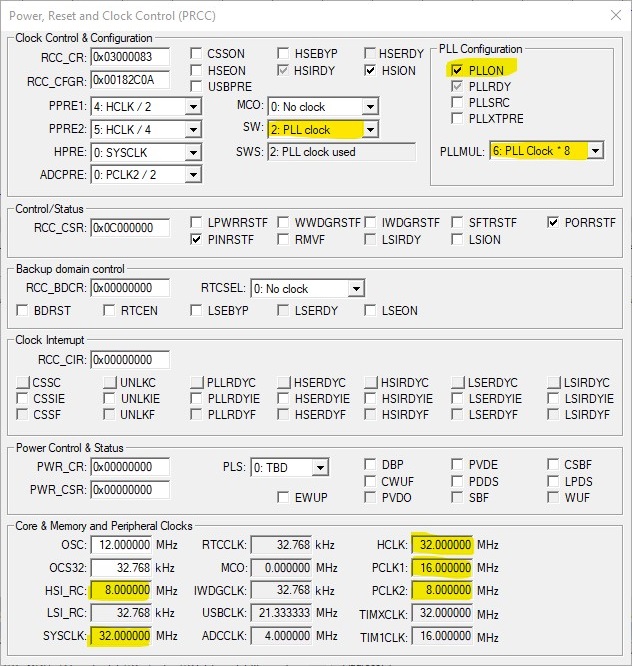 Power, Reset and Clock Control (PRCC)
Clock Control & Configuration
RCC_CR: 0x03000083 CSSON HSEBYP HSERDY
HSEON HSIRDY HSION
RCC_CFGR: 0x00182C0A USBPRE
PPRE1: 4: HCLK / 2 MCO: 0: No clock
PPRE2: 5: HCLK / 4 SW: 2: PLL clock
HPRE: 0: SYSCLK SWS: 2: PLL clock used
ADCPRE: 0: PCLK2 / 2
PLL Configuration
PLLON
PLLRDY
PLLSRC
PLLXTPRE
PLLMUL: 6: PLL Clock * 8
Control/Status
RCC_CSR: 0x0C000000 LPWRRSTF WWDGRSTF IWDGRSTF SFTRSTF PORRSTF
PINRSTF RMVF LSIRDY LSION
Backup domain control
RCC_BDCR: 0x00000000 RTCSEL: 0: No clock
BDRST RTCEN LSEBYP LSERDY LSEON
Clock Interrupt
RCC_CIR: 0x00000000
CSSC UNLKC PLLRDYC HSERDYC HSIRDYC LSERDYC LSIRDYC
CSSIE UNLKIE PLLRDYIE HSERDYIE HSIRDYIE LSERDYIE LSIRDYIE
CSSF UNLKF PLLRDYF HSERDYF HSIRDYF LSERDYF LSIRDYF
Power Control & Status
PWR_CR: 0x00000000 PLS: 0: TBD DBP PVDE CSBF
CWUF PDDS LPDS
PWR_CSR: 0x00000000 EWUP PVDO SBF WUF
Core & Memory and Peripheral Clocks
OSC: 12.000000 MHz RTCCLK: 32.768 kHz HCLK: 32.000000 MHz
OCS32: 32.768 kHz MCO: 0.000000 MHz PCLK1: 16.000000 MHz
HSI_RC: 8.000000 MHz IWDGCLK: 32.768 kHz PCLK2: 8.000000 MHz
LSI_RC: 32.768 kHz USBCLK: 21.333333 MHz TIMXCLK: 32.000000 MHz
SYSCLK: 32.000000 MHz ADCCLK: 4.000000 MHz TIM1CLK: 16.000000 MHz